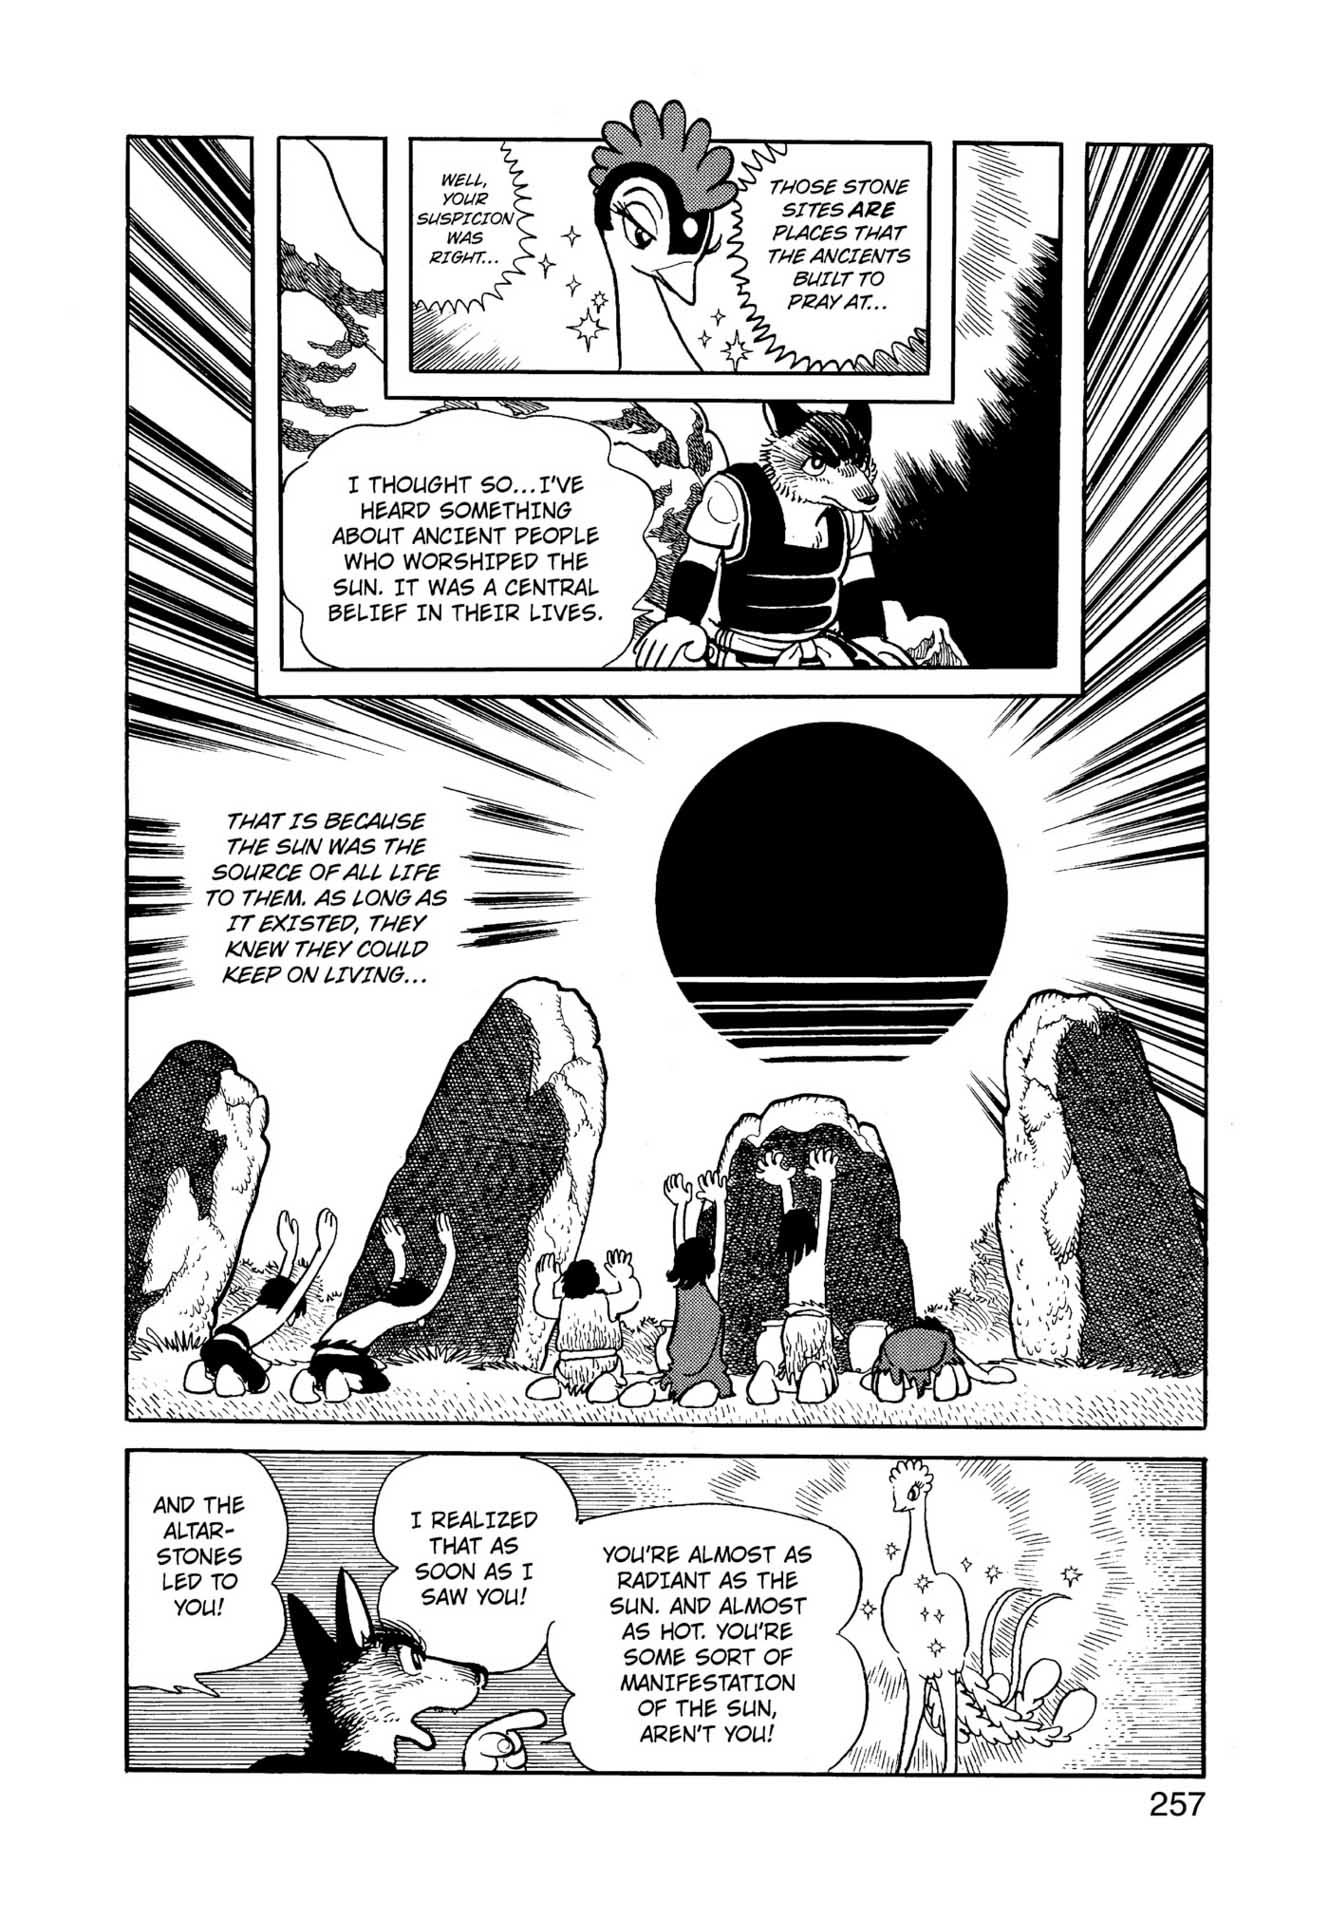 WELL,
YOUR
SUSPICION
WAS
RIGHT...
THOSE STONE
SITES ARE
PLACES THAT
THE ANCIENTS
BUILT TO
PRAY AT...
I THOUGHT SO...I'VE
HEARD SOMETHING
ABOUT ANCIENT PEOPLE
WHO WORSHIPED THE
SUN. IT WAS A CENTRAL
BELIEF IN THEIR LIVES.
THAT IS BECAUSE
THE SUN WAS THE
SOURCE OF ALL LIFE
TO THEM. AS LONG AS
IT EXISTED, THEY
KNEW THEY COULD
KEEP ON LIVING...
AND THE
ALTAR-
STONES
LED TO
YOU!
I REALIZED
THAT AS
SOON AS I
SAW YOU!
YOU'RE ALMOST AS
RADIANT AS THE
SUN. AND ALMOST
AS HOT. YOU'RE
SOME SORT OF
MANIFESTATION
OF THE SUN,
AREN'T YOU!
257